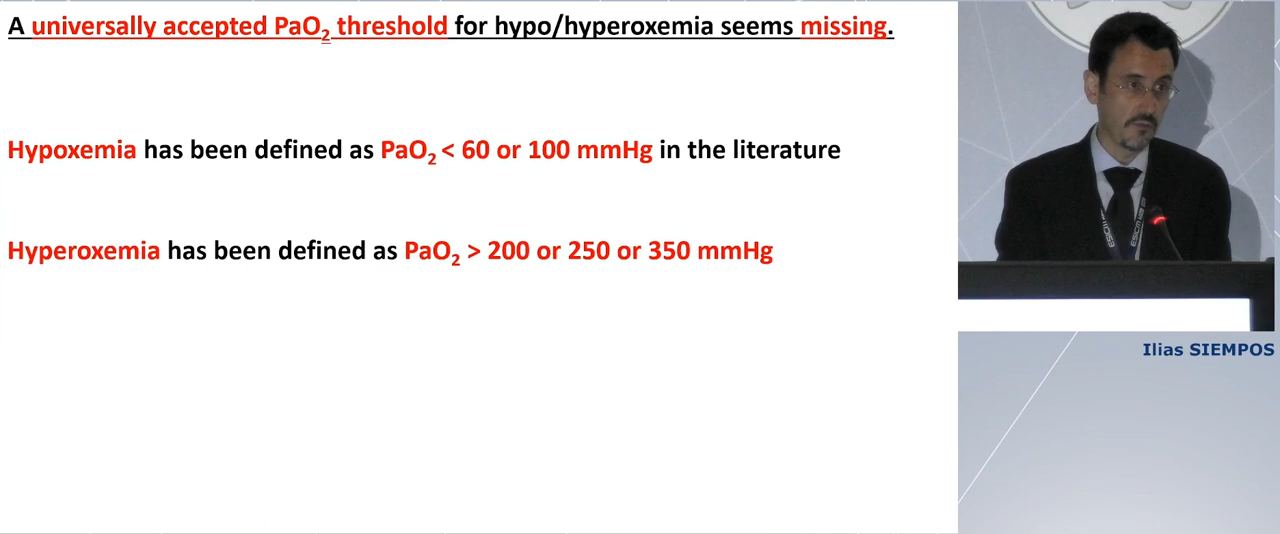 A universally accepted PaO₂ threshold for hypo/hyperoxemia seems missing.
Hypoxemia has been defined as PaO₂ < 60 or 100 mmHg in the literature
Hyperoxemia has been defined as PaO₂ > 200 or 250 or 350 mmHg
Ilias SIEMPOS